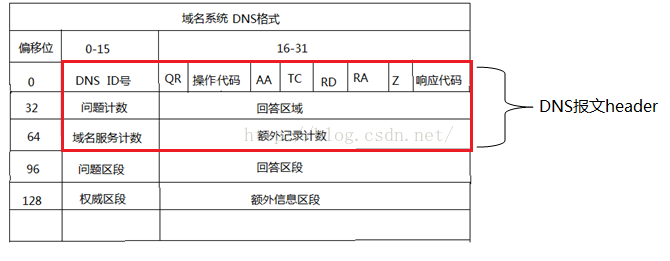 域名系统 DNS格式
偏移位 0-15 16-31
0 DNS ID号 QR 操作代码 AA TC RD RA Z 响应代码
32 问题计数 回答区域
64 域名服务计数 额外记录计数
96 问题区段 回答区段
128 权威区段 额外信息区段
DNS报文header
http://blog.csdn.net/